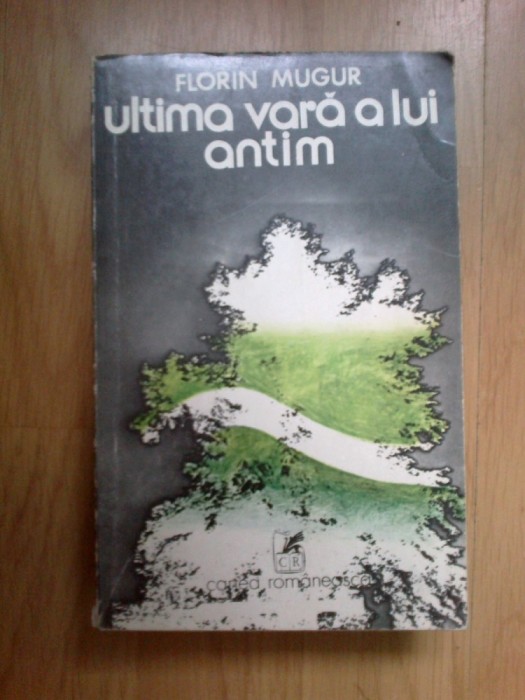 FLORIN MUGUR
ultima vară a lui
antim
CR
cartea românească